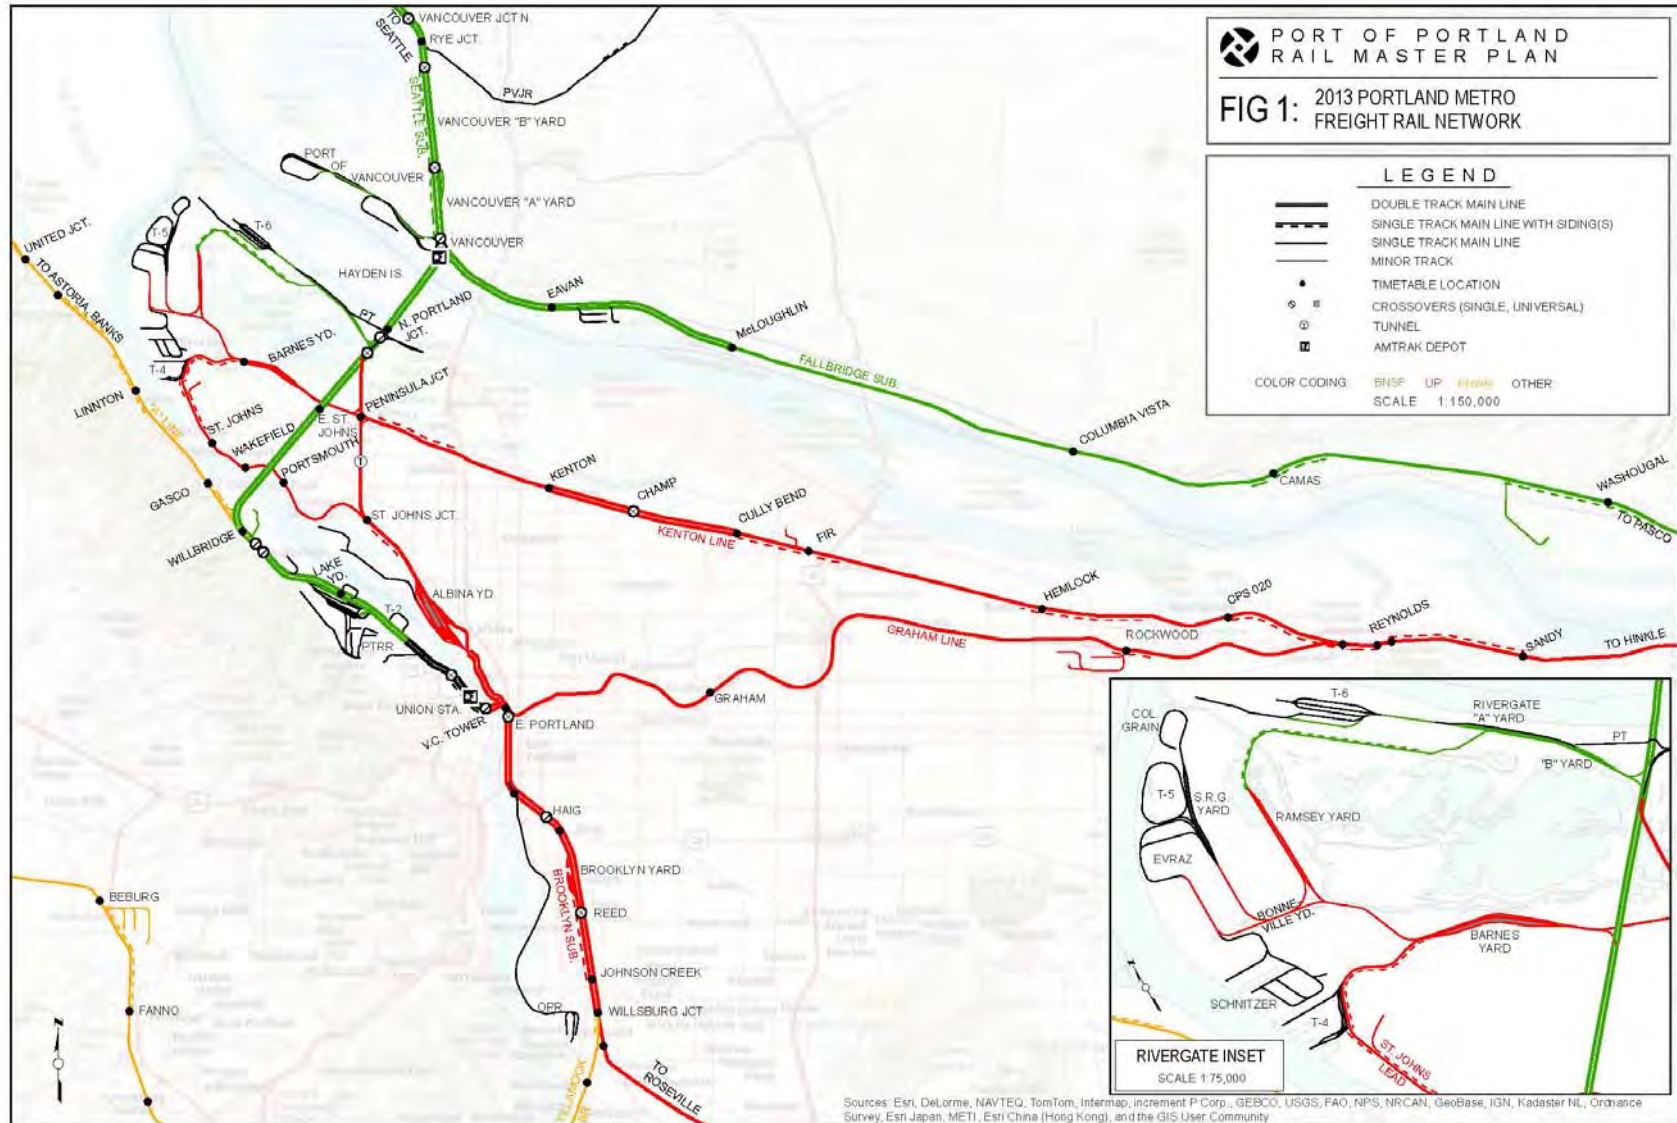 PORT OF PORTLAND
RAIL MASTER PLAN
FIG 1:
2013 PORTLAND METRO
FREIGHT RAIL NETWORK
LEGEND
DOUBLE TRACK MAIN LINE
SINGLE TRACK MAIN LINE WITH SIDING(S)
SINGLE TRACK MAIN LINE
MINOR TRACK
TIMETABLE LOCATION
CROSSOVERS (SINGLE, UNIVERSAL)
T TUNNEL
AMTRAK DEPOT
COLOR CODING BNSF UP OTHER
SCALE 1:150,000
TO SEATTLE
VANCOUVER JCT N.
RYE JCT.
PVJR
SEATTLE SUB.
VANCOUVER "B" YARD
PORT
OF
VANCOUVER
VANCOUVER "A" YARD
VANCOUVER
T-6
T-5
HAYDEN IS.
UNITED JCT.
TO ASTORIA, BANKS
PT
N. PORTLAND
JCT.
EAVAN
McLOUGHLIN
FALLBRIDGE SUB.
BARNES YD.
T-4
PENINSULA JCT.
LINNTON
ST. JOHNS
E. ST
JOHNS
WAKEFIELD
PORTSMOUTH
T
COLUMBIA VISTA
CAMAS
WASHOUGAL
TO PASCO
KENTON
CHAMP
CULLY BEND
KENTON LINE
FIR
GASCO
ST. JOHNS JCT.
WILLBRIDGE
LAKE
YD.
T-2
ALBINA YD
PTRR
HEMLOCK
CPS 020
REYNOLDS
GRAHAM LINE
ROCKWOOD
SANDY
TO HINKLE
GRAHAM
UNION STA.
V.C. TOWER
E. PORTLAND
HAIG
BROOKLYN YARD
BROOKLYN SUB.
REED
JOHNSON CREEK
OPR
WILLSBURG JCT
TO
ROSEVILLE
BEBURG
FANNO
N
T-6
COL.
GRAIN
RIVERGATE
"A" YARD
PT
"B" YARD
T-5
S.R.G.
YARD
RAMSEY YARD
EVRAZ
BONNE-
VILLE YD.
BARNES
YARD
SCHNITZER
T-4
ST. JOHNS
LEAD
N
RIVERGATE INSET
SCALE 1:75,000
Sources: Esri, DeLorme, NAVTEQ, TomTom, Intermap, increment P Corp., GEBCO, USGS, FAO, NPS, NRCAN, GeoBase, IGN, Kadaster NL, Ordnance
Survey, Esri Japan, METI, Esri China (Hong Kong), and the GIS User Community